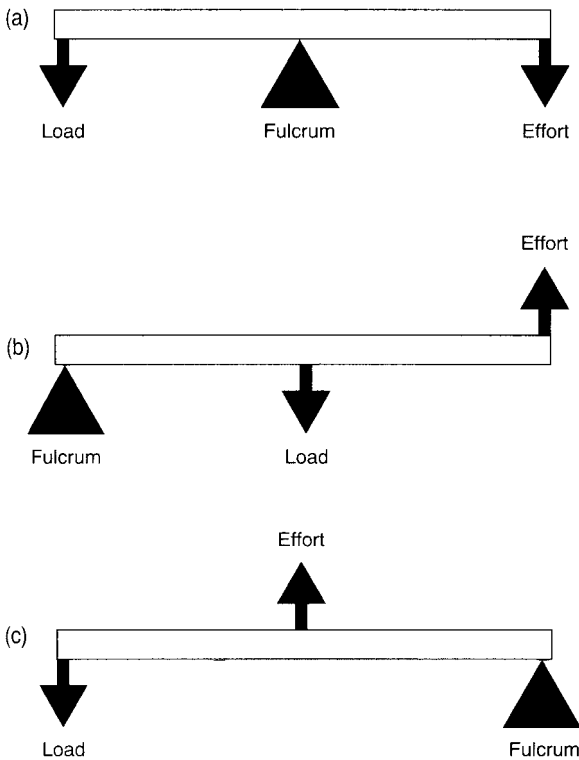 (a)
Load Fulcrum Effort
Effort
(b)
Fulcrum Load
Effort
(c)
Load Fulcrum